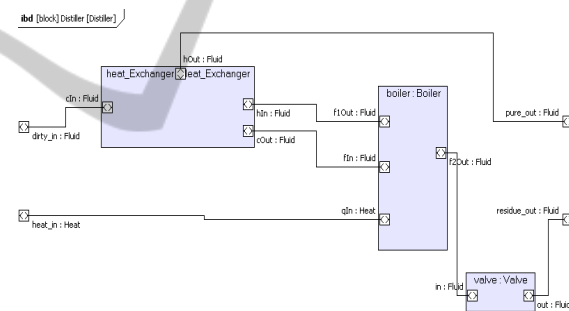 ibd [block] Distiller [Distiller]
hOut : Fluid
heat_Exchanger eat_Exchanger
cIn : Fluid
dirty_in : Fluid
hIn : Fluid
cOut : Fluid
boiler : Boiler
f1Out : Fluid
pure_out : Fluid
fIn : Fluid
f2Out : Fluid
qIn : Heat
heat_in : Heat
residue_out : Fluid
valve : Valve
in : Fluid
out : Fluid